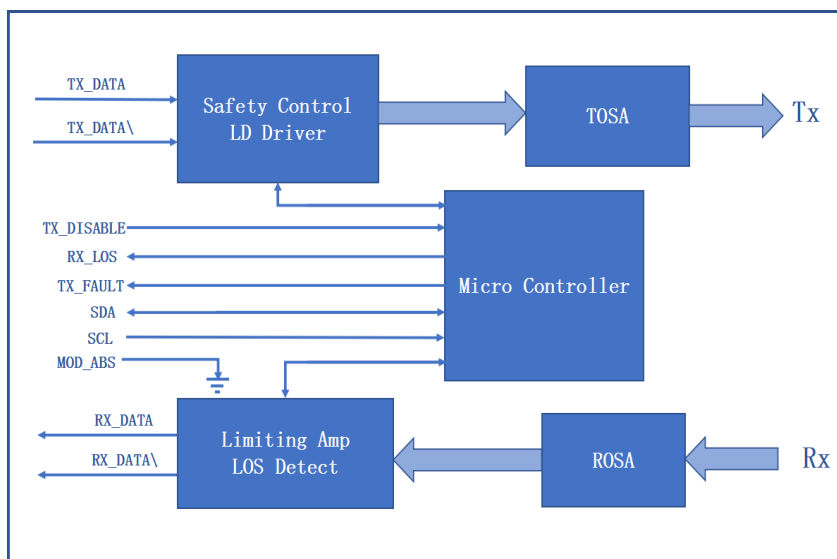 TX_DATA
TX_DATA\
Safety Control
LD Driver
TOSA
Tx
TX_DISABLE
RX_LOS
TX_FAULT
SDA
SCL
MOD_ABS
Micro Controller
RX_DATA
RX_DATA\
Limiting Amp
LOS Detect
ROSA
Rx